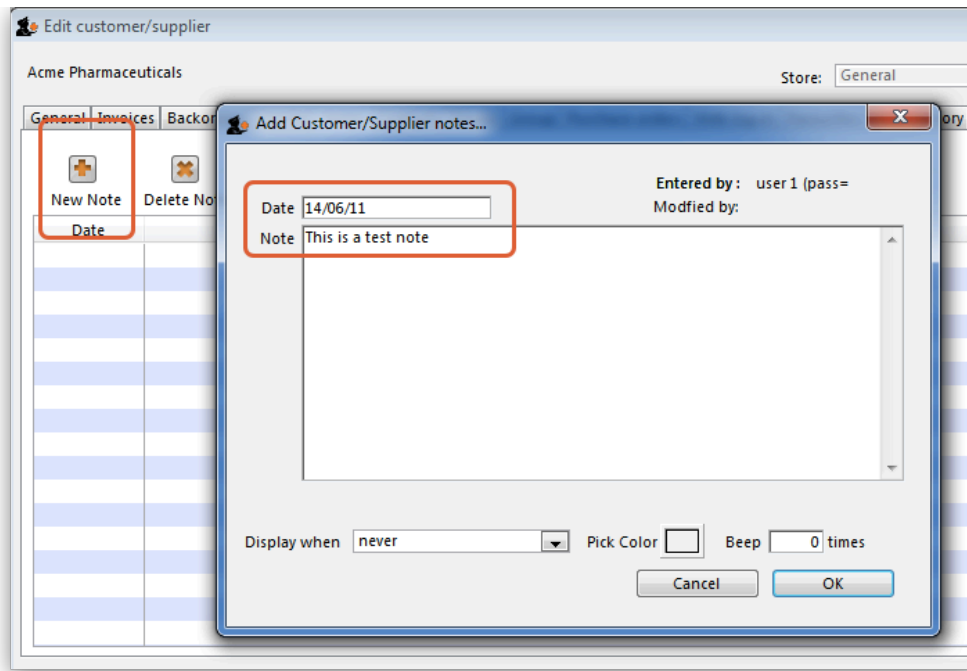 Edit customer/supplier
Acme Pharmaceuticals
Store: General
General Invoices Backor
ory
Add Customer/Supplier notes...
New Note Delete No
Date
Entered by : user 1 (pass=
Modfied by:
Date 14/06/11
Note This is a test note
Display when never Pick Color Beep 0 times
Cancel OK